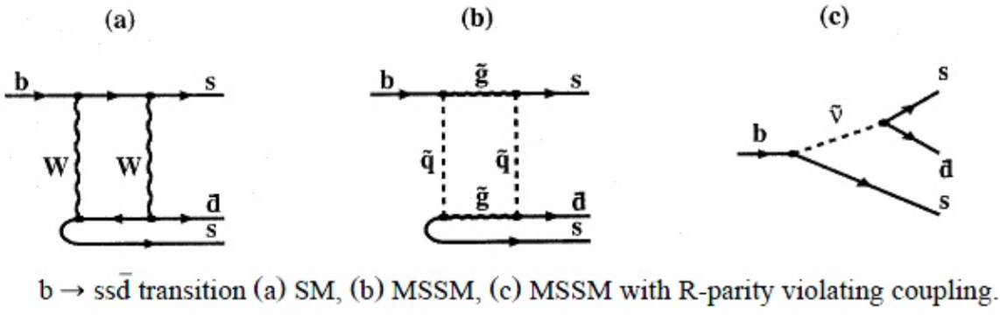 (a)
(b)
(c)
b
s
W
W
d̄
s
b
g̃
s
q̃
q̃
g̃
d̄
s
b
ν̃
s
d̄
s
b → ssd̄ transition (a) SM, (b) MSSM, (c) MSSM with R-parity violating coupling.